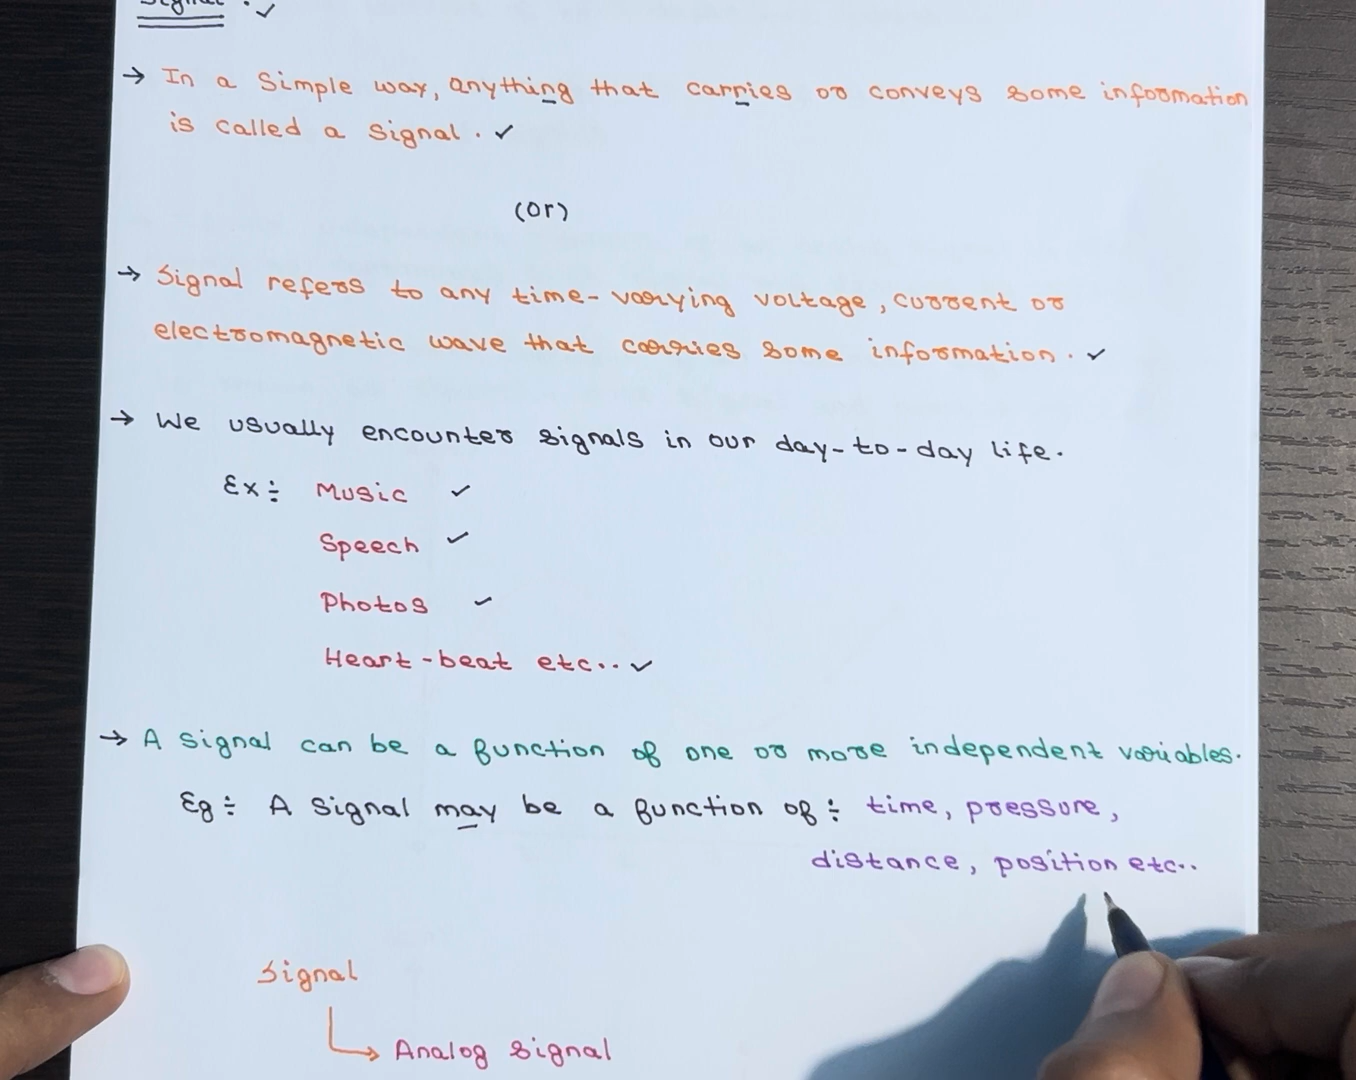 Signal : ✓
→ In a simple way, anything that carries or conveys some information
is called a signal. ✓
(or)
→ Signal refers to any time-varying voltage, current or
electromagnetic wave that carries some information. ✓
→ We usually encounter signals in our day-to-day life.
Ex:- Music ✓
Speech ✓
Photos ✓
Heart-beat etc.. ✓
→ A signal can be a function of one or more independent variables.
Eg:- A signal may be a function of:- time, pressure,
distance, position etc..
Signal
Analog signal